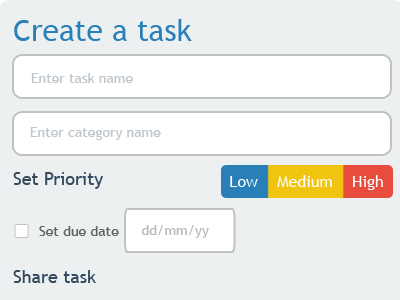 Create a task
Enter task name
Enter category name
Set Priority Low Medium High
Set due date dd/mm/yy
Share task